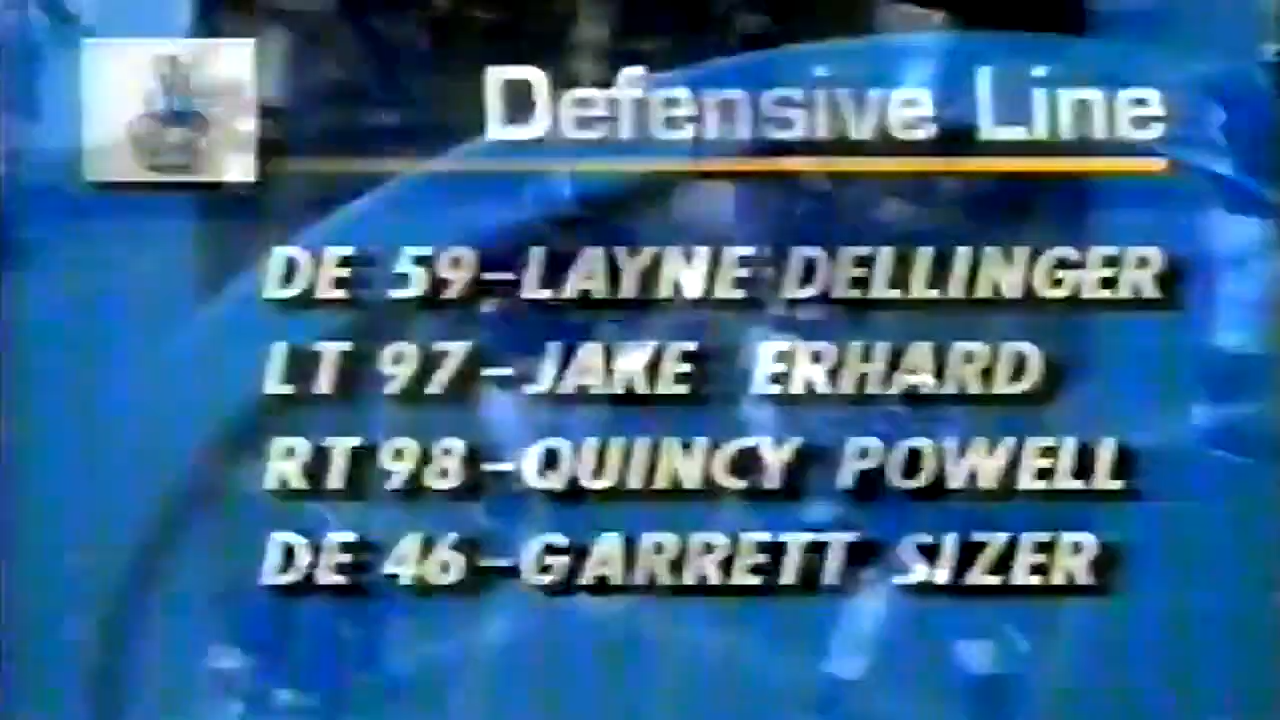 Defensive Line
DE 59-LAYNE DELLINGER
LT 97-JAKE ERHARD
RT 98-QUINCY POWELL
DE 46-GARRETT SIZER